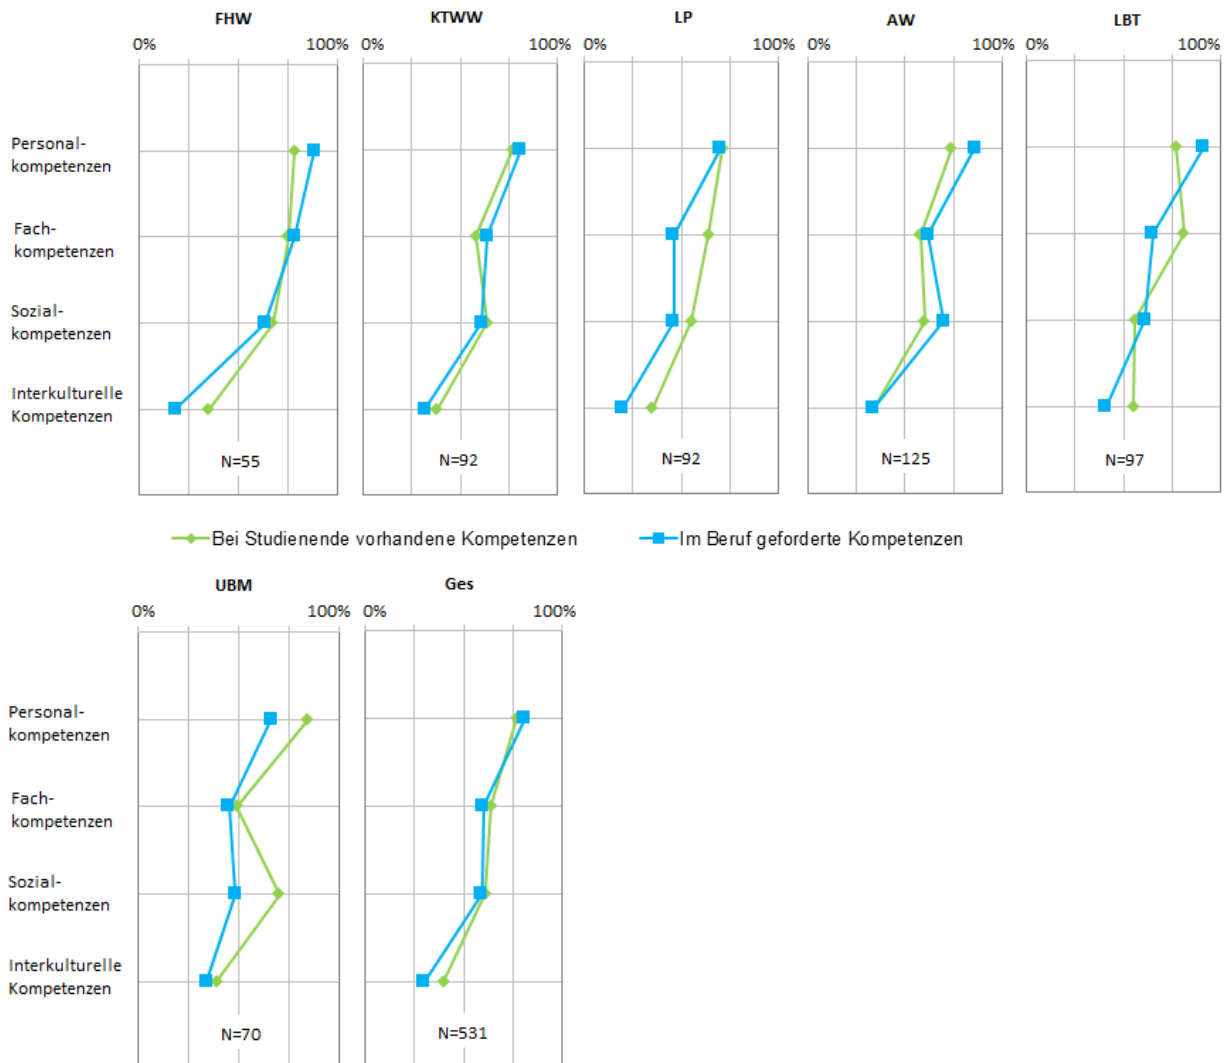 FHW
KTWW
LP
AW
LBT
0%
100%
0%
100%
0%
100%
0%
100%
0%
100%
Personal-
kompetenzen
Fach-
kompetenzen
Sozial-
kompetenzen
Interkulturelle
Kompetenzen
N=55
N=92
N=92
N=125
N=97
Bei Studienende vorhandene Kompetenzen
Im Beruf geforderte Kompetenzen
UBM
Ges
0%
100%
0%
100%
Personal-
kompetenzen
Fach-
kompetenzen
Sozial-
kompetenzen
Interkulturelle
Kompetenzen
N=70
N=531